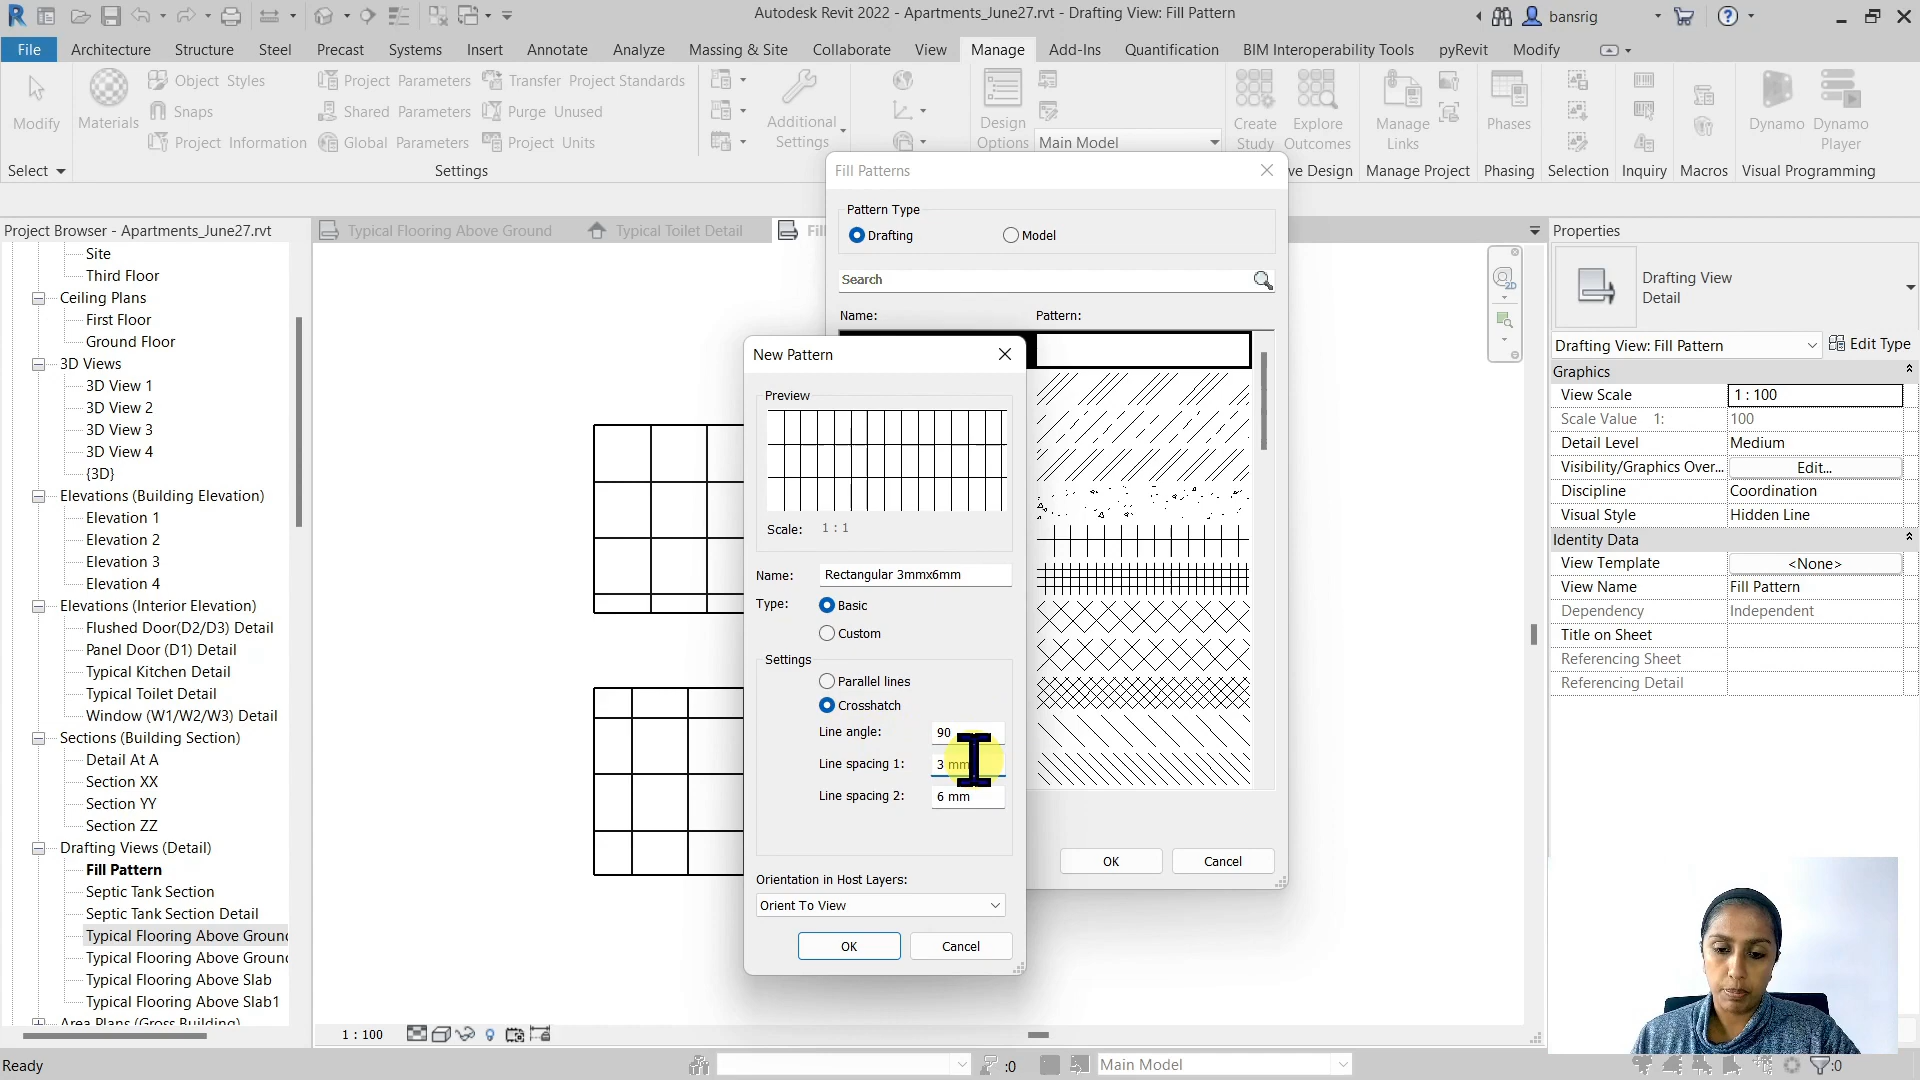 Autodesk Revit 2022 - Apartments_June27.rvt - Drafting View: Fill Pattern
bansrig
File Architecture Structure Steel Precast Systems Insert Annotate Analyze Massing & Site Collaborate View Manage Add-Ins Quantification BIM Interoperability Tools pyRevit Modify
Modify
Materials
Object Styles
Snaps
Project Information
Project Parameters
Shared Parameters
Global Parameters
Transfer Project Standards
Purge Unused
Project Units
Additional Settings
Design Options
Main Model
Create Study
Explore Outcomes
Manage Links
Phases
Dynamo
Dynamo Player
Select
Settings
ve Design
Manage Project
Phasing
Selection
Inquiry
Macros
Visual Programming
Project Browser - Apartments_June27.rvt
Site
Third Floor
Ceiling Plans
First Floor
Ground Floor
3D Views
3D View 1
3D View 2
3D View 3
3D View 4
{3D}
Elevations (Building Elevation)
Elevation 1
Elevation 2
Elevation 3
Elevation 4
Elevations (Interior Elevation)
Flushed Door(D2/D3) Detail
Panel Door (D1) Detail
Typical Kitchen Detail
Typical Toilet Detail
Window (W1/W2/W3) Detail
Sections (Building Section)
Detail At A
Section XX
Section YY
Section ZZ
Drafting Views (Detail)
Fill Pattern
Septic Tank Section
Septic Tank Section Detail
Typical Flooring Above Ground
Typical Flooring Above Ground
Typical Flooring Above Slab
Typical Flooring Above Slab1
Area Plans (Gross Building)
Typical Flooring Above Ground
Typical Toilet Detail
Fil
Fill Patterns
Pattern Type
Drafting
Model
Search
Name:
Pattern:
OK
Cancel
New Pattern
Preview
Scale: 1 : 1
Name: Rectangular 3mmx6mm
Type: Basic
Custom
Settings
Parallel lines
Crosshatch
Line angle: 90
Line spacing 1: 3 mm
Line spacing 2: 6 mm
Orientation in Host Layers:
Orient To View
OK
Cancel
2D
Properties
Drafting View
Detail
Drafting View: Fill Pattern
Edit Type
Graphics
View Scale 1 : 100
Scale Value 1: 100
Detail Level Medium
Visibility/Graphics Over... Edit...
Discipline Coordination
Visual Style Hidden Line
Identity Data
View Template <None>
View Name Fill Pattern
Dependency Independent
Title on Sheet
Referencing Sheet
Referencing Detail
1 : 100
Ready
:0
Main Model
:0